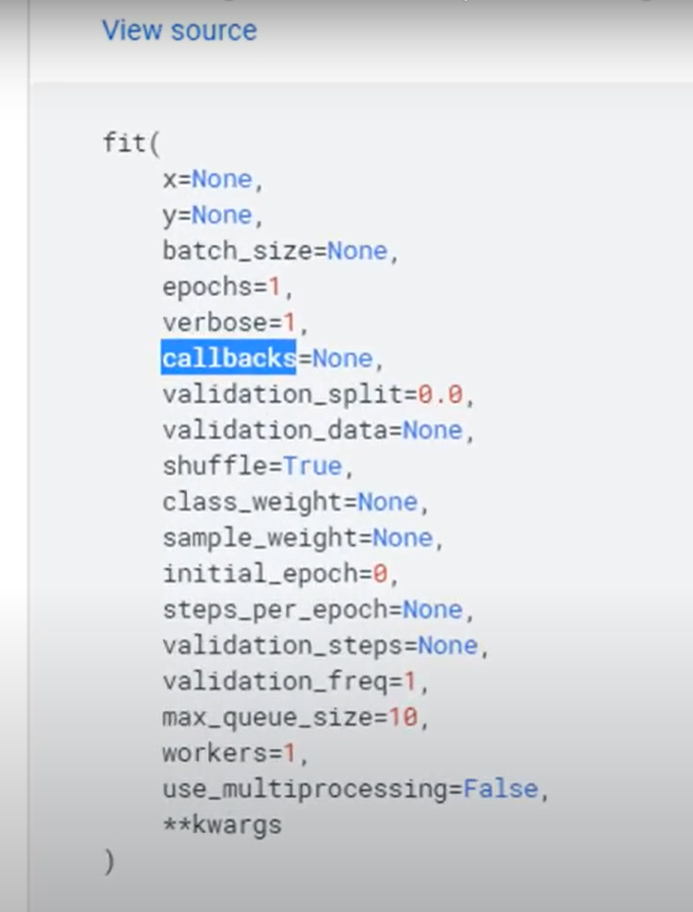 View source
fit(
x=None,
y=None,
batch_size=None,
epochs=1,
verbose=1,
callbacks=None,
validation_split=0.0,
validation_data=None,
shuffle=True,
class_weight=None,
sample_weight=None,
initial_epoch=0,
steps_per_epoch=None,
validation_steps=None,
validation_freq=1,
max_queue_size=10,
workers=1,
use_multiprocessing=False,
**kwargs
)